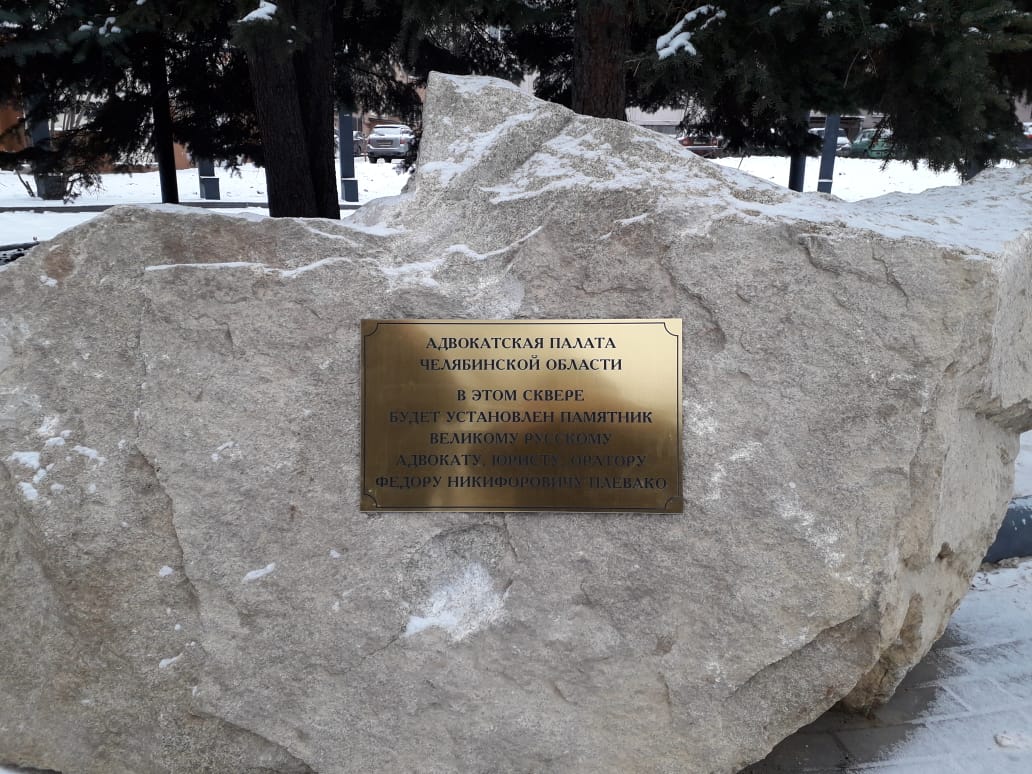 АДВОКАТСКАЯ ПАЛАТА
ЧЕЛЯБИНСКОЙ ОБЛАСТИ
В ЭТОМ СКВЕРЕ
БУДЕТ УСТАНОВЛЕН ПАМЯТНИК
ВЕЛИКОМУ РУССКОМУ
АДВОКАТУ, ЮРИСТУ, ОРАТОРУ
ФЕДОРУ НИКИФОРОВИЧУ ПЛЕВАКО